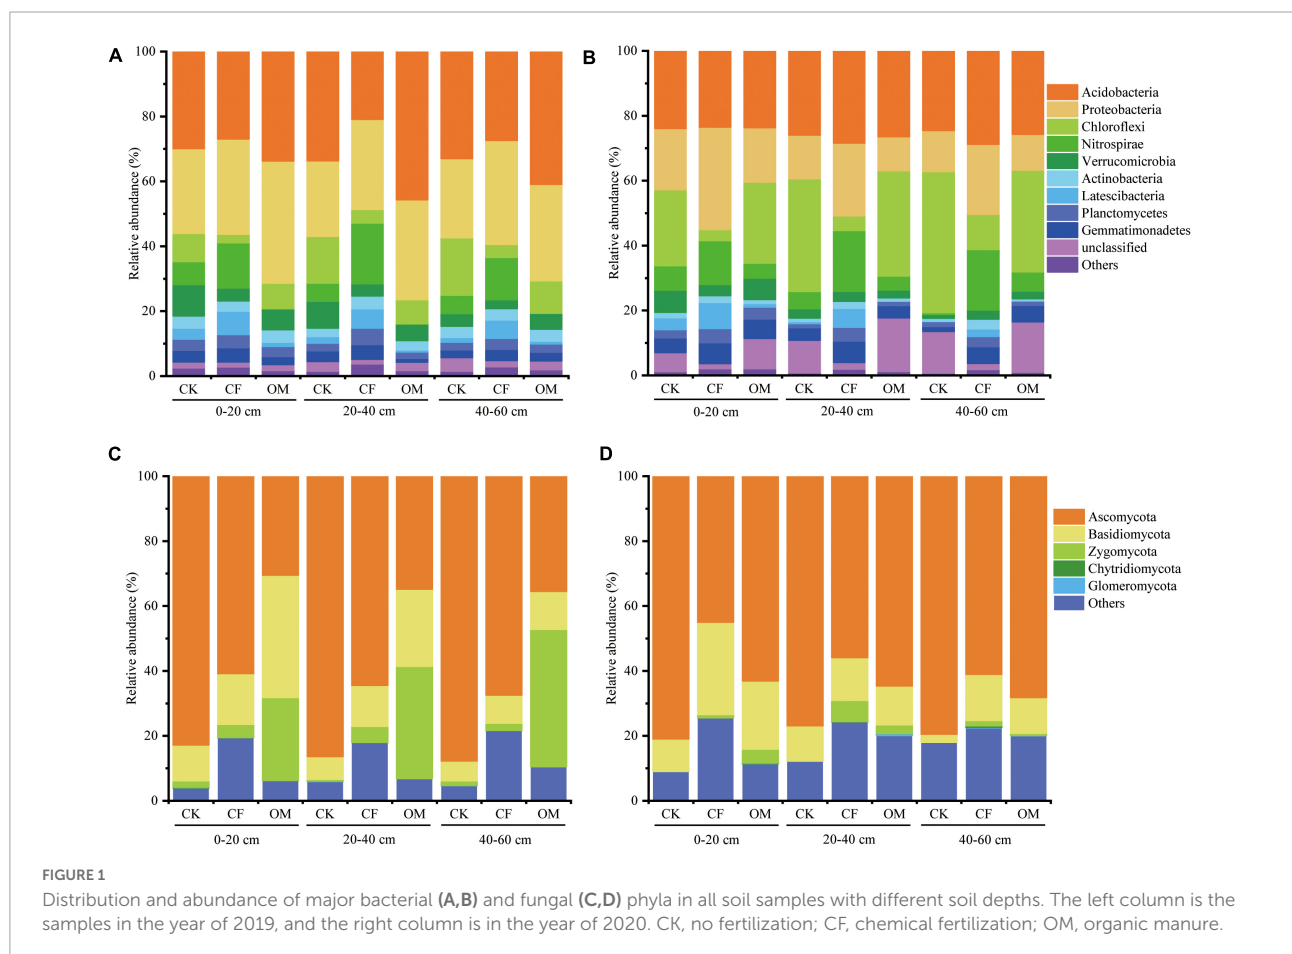 A
B
100
80
60
40
20
0
Relative abundance (%)
CK CF OM CK CF OM CK CF OM
0-20 cm 20-40 cm 40-60 cm
100
80
60
40
20
0
Relative abundance (%)
CK CF OM CK CF OM CK CF OM
0-20 cm 20-40 cm 40-60 cm
Acidobacteria
Proteobacteria
Chloroflexi
Nitrospirae
Verrucomicrobia
Actinobacteria
Latescibacteria
Planctomycetes
Gemmatimonadetes
unclassified
Others
C
D
100
80
60
40
20
0
Relative abundance (%)
CK CF OM CK CF OM CK CF OM
0-20 cm 20-40 cm 40-60 cm
100
80
60
40
20
0
Relative abundance (%)
CK CF OM CK CF OM CK CF OM
0-20 cm 20-40 cm 40-60 cm
Ascomycota
Basidiomycota
Zygomycota
Chytridiomycota
Glomeromycota
Others
FIGURE 1
Distribution and abundance of major bacterial (A,B) and fungal (C,D) phyla in all soil samples with different soil depths. The left column is the
samples in the year of 2019, and the right column is in the year of 2020. CK, no fertilization; CF, chemical fertilization; OM, organic manure.